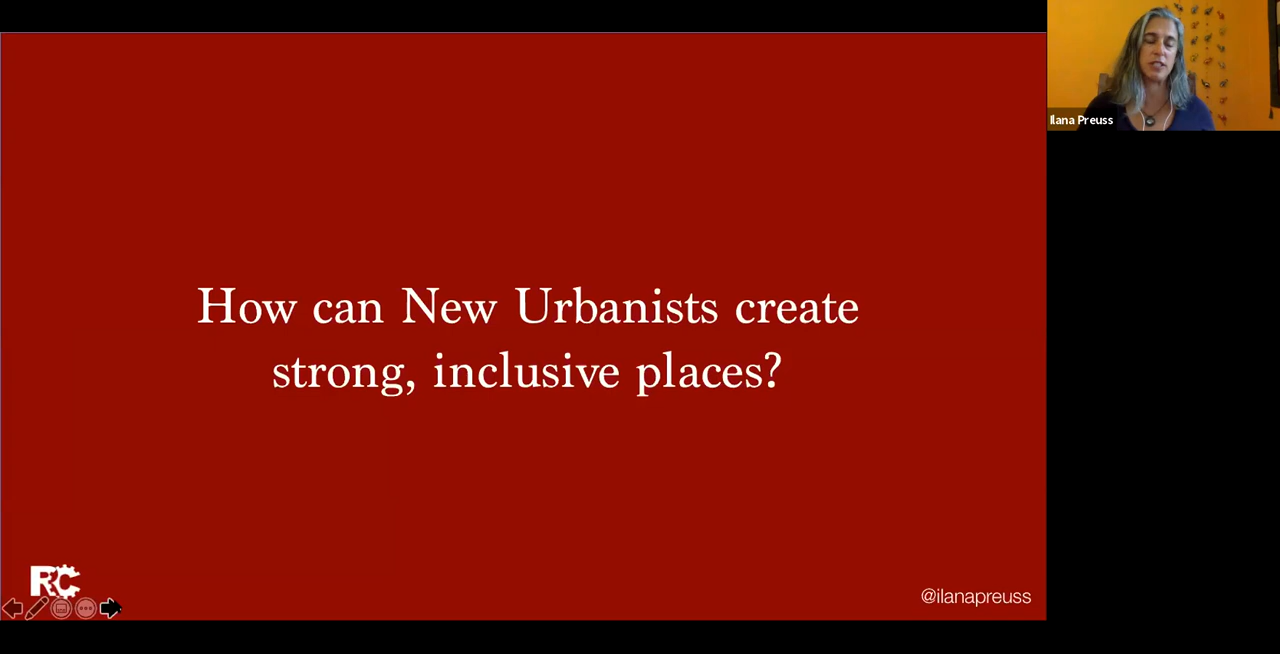 How can New Urbanists create
strong, inclusive places?
RC
@ilanapreuss
Ilana Preuss